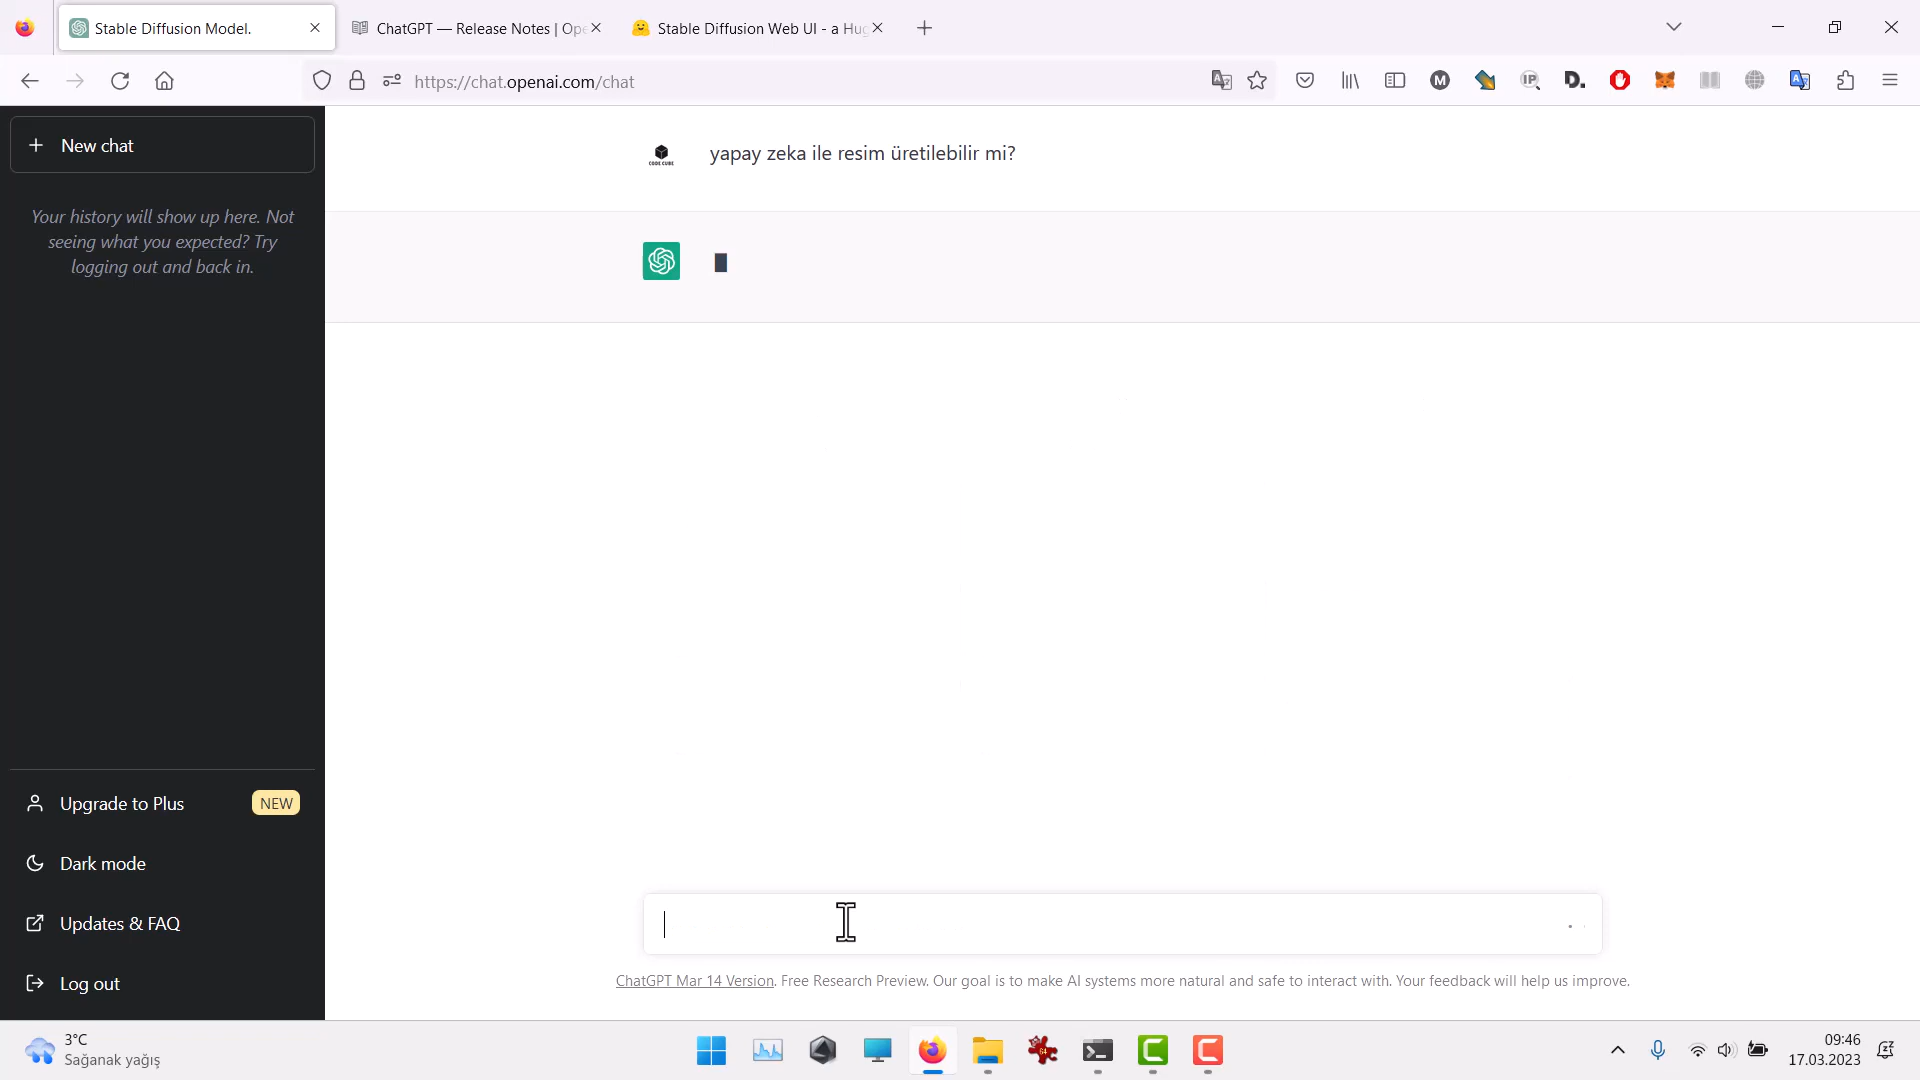 Stable Diffusion Model.
ChatGPT — Release Notes | Ope
Stable Diffusion Web UI - a Hug
https://chat.openai.com/chat
New chat
Your history will show up here. Not
seeing what you expected? Try
logging out and back in.
CODE CUBE
yapay zeka ile resim üretilebilir mi?
Upgrade to Plus
NEW
Dark mode
Updates & FAQ
Log out
ChatGPT Mar 14 Version. Free Research Preview. Our goal is to make AI systems more natural and safe to interact with. Your feedback will help us improve.
3°C
Sağanak yağış
09:46
17.03.2023